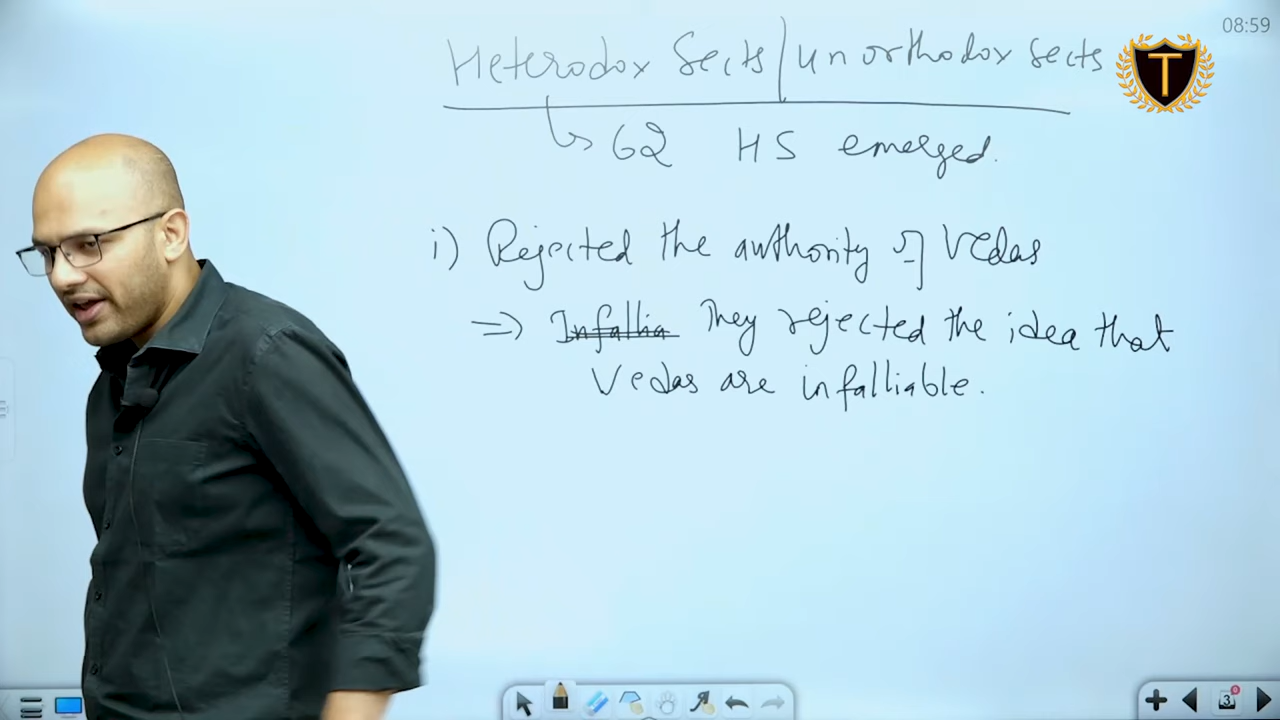 08:59
Heterodox Sects/Unorthodox Sects
T
↳ 62 HS emerged.
i) Rejected the authority of Vedas
=> Infallia They rejected the idea that
Vedas are infalliable.
3